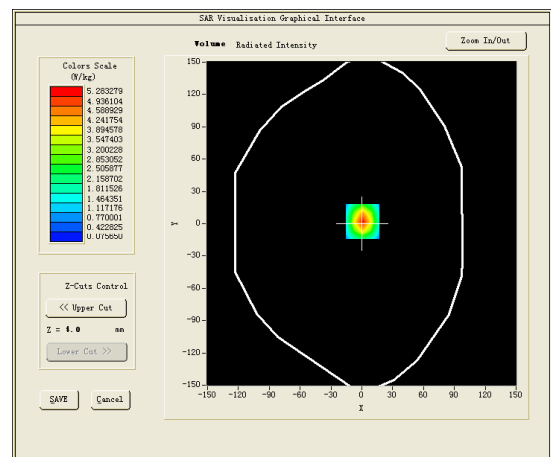 SAR Visualisation Graphical Interface
Volume Radiated Intensity
Zoom In/Out
Colors Scale
(W/kg)
5.283279
4.936104
4.588929
4.241754
3.894578
3.547403
3.200228
2.853052
2.505877
2.158702
1.811526
1.464351
1.117176
0.770001
0.422825
0.075650
Z-Cuts Control
<< Upper Cut
Z = 4.0 mm
Lower Cut >>
SAVE
Cancel
150
120
90
60
30
0
-30
-60
-90
-120
-150
Y
-150 -120 -90 -60 -30 0 30 60 90 120 150
X